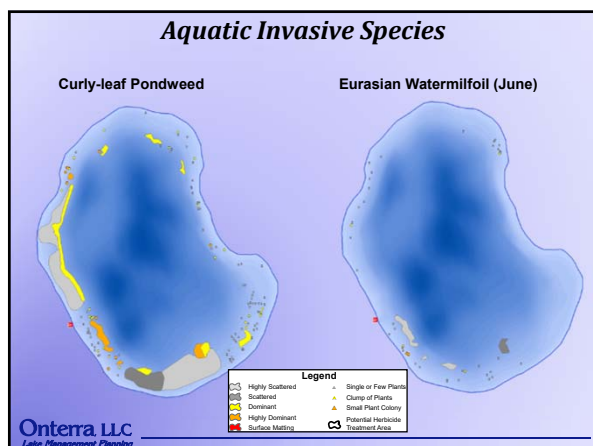 Aquatic Invasive Species
Curly-leaf Pondweed
Eurasian Watermilfoil (June)
Legend
Highly Scattered
Scattered
Dominant
Highly Dominant
Surface Matting
Single or Few Plants
Clump of Plants
Small Plant Colony
Potential Herbicide
Treatment Area
Onterra, LLC
Lake Management Planning